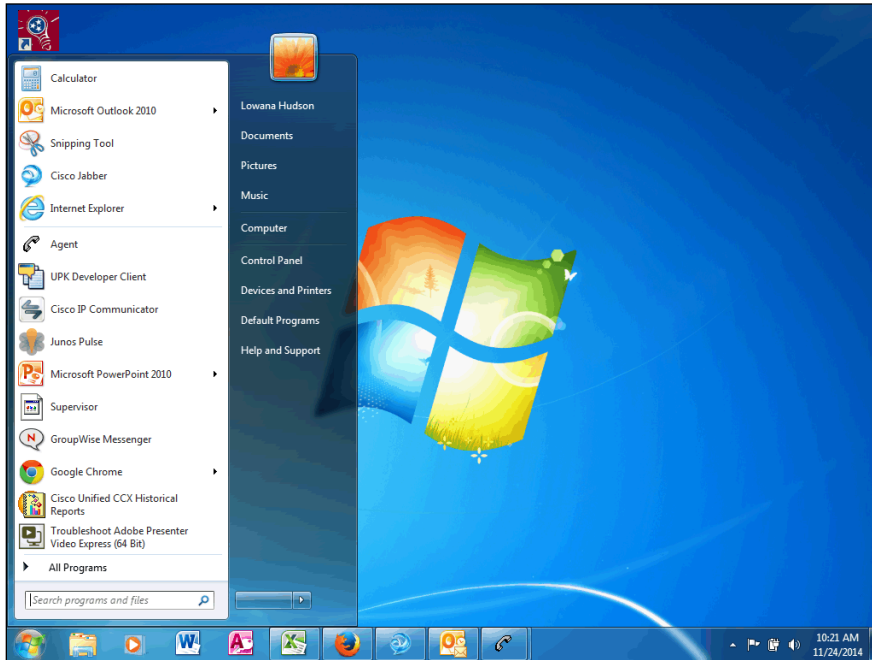 Calculator
Microsoft Outlook 2010
Snipping Tool
Cisco Jabber
Internet Explorer
Agent
UPK Developer Client
Cisco IP Communicator
Junos Pulse
Microsoft PowerPoint 2010
Supervisor
GroupWise Messenger
Google Chrome
Cisco Unified CCX Historical
Reports
Troubleshoot Adobe Presenter
Video Express (64 Bit)
All Programs
Search programs and files
Lowana Hudson
Documents
Pictures
Music
Computer
Control Panel
Devices and Printers
Default Programs
Help and Support
10:21 AM
11/24/2014